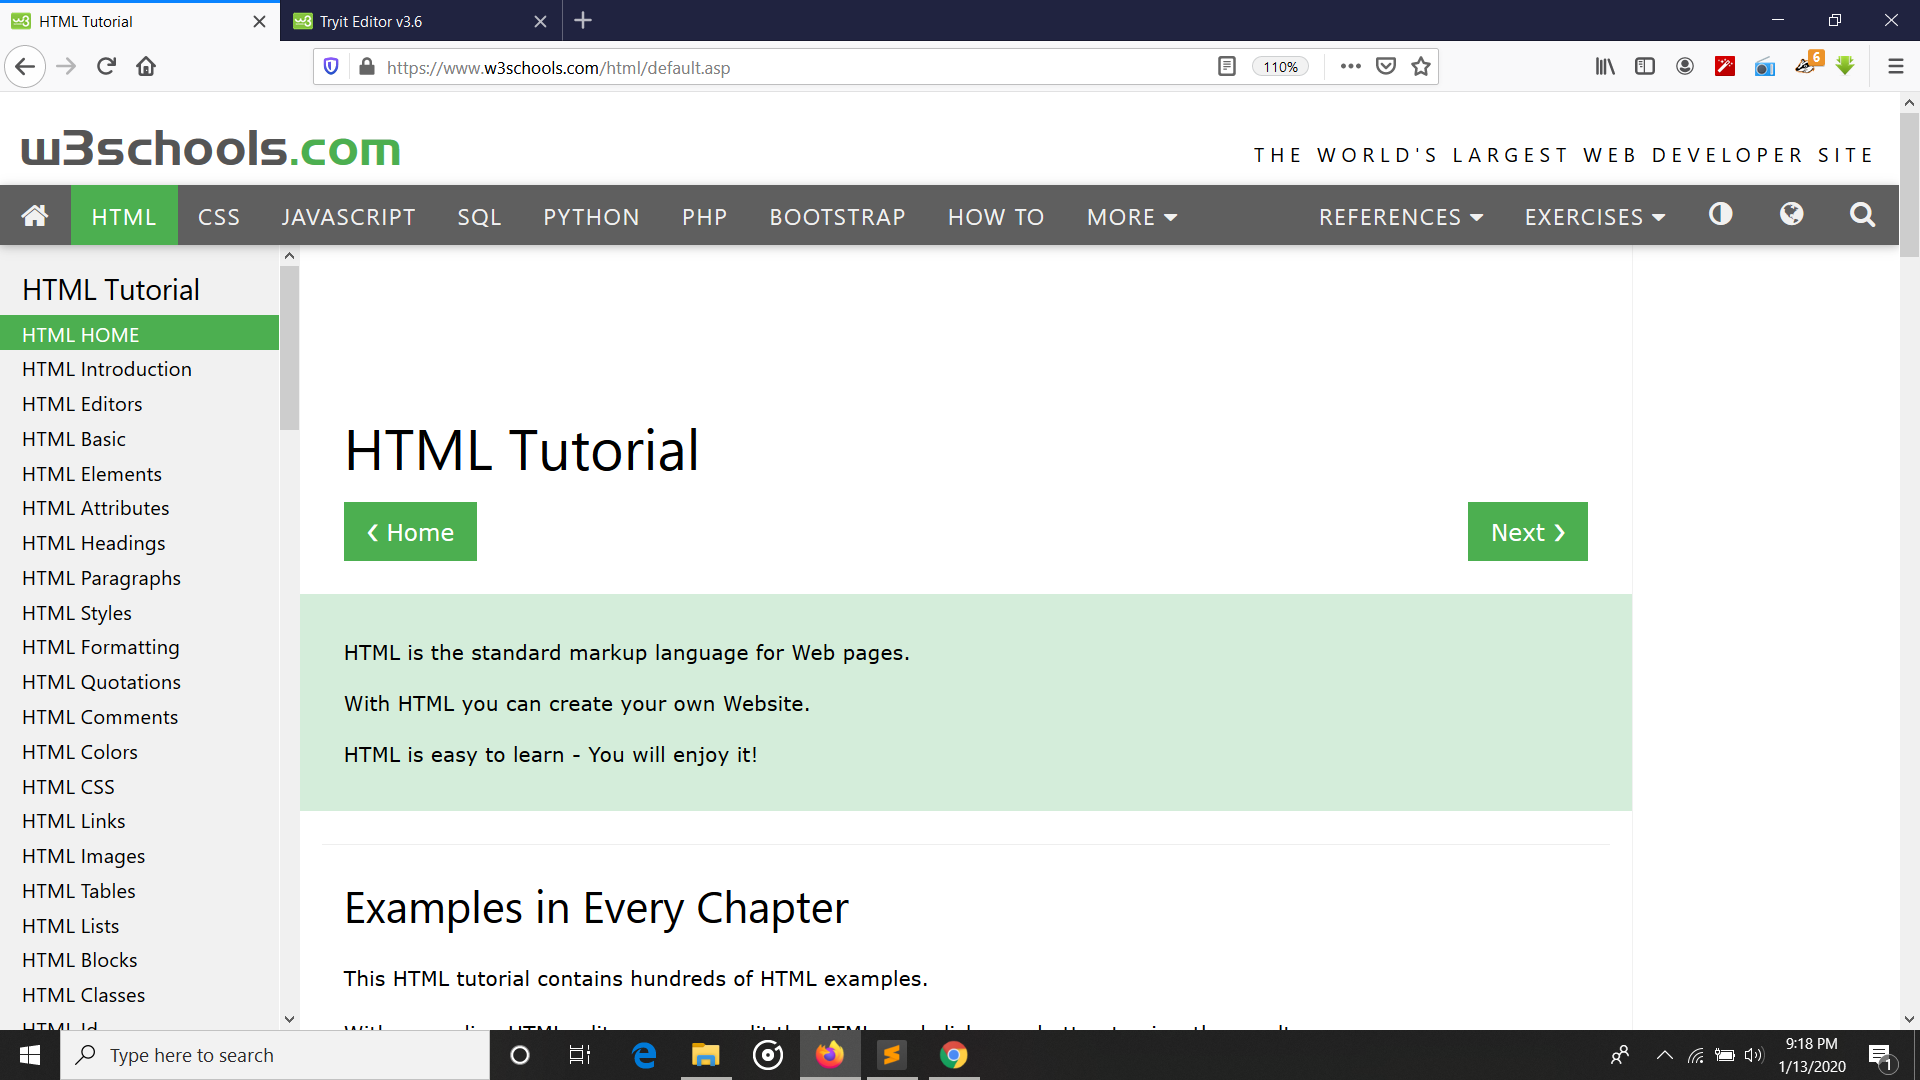 HTML Tutorial
Tryit Editor v3.6
https://www.w3schools.com/html/default.asp
110%
6
w3schools.com
THE WORLD'S LARGEST WEB DEVELOPER SITE
HTML CSS JAVASCRIPT SQL PYTHON PHP BOOTSTRAP HOW TO MORE REFERENCES EXERCISES
HTML Tutorial
HTML HOME
HTML Introduction
HTML Editors
HTML Basic
HTML Elements
HTML Attributes
HTML Headings
HTML Paragraphs
HTML Styles
HTML Formatting
HTML Quotations
HTML Comments
HTML Colors
HTML CSS
HTML Links
HTML Images
HTML Tables
HTML Lists
HTML Blocks
HTML Classes
HTML Id
HTML Tutorial
❮ Home
Next ❯
HTML is the standard markup language for Web pages.
With HTML you can create your own Website.
HTML is easy to learn - You will enjoy it!
Examples in Every Chapter
This HTML tutorial contains hundreds of HTML examples.
Type here to search
9:18 PM
1/13/2020
1